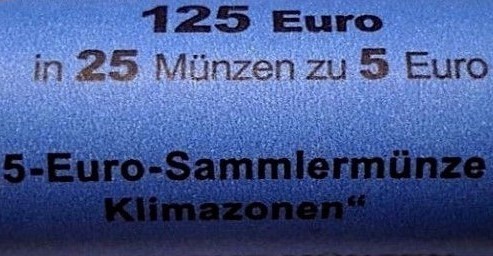 125 Euro
in 25 Münzen zu 5 Euro
5-Euro-Sammlermünze
Klimazonen“